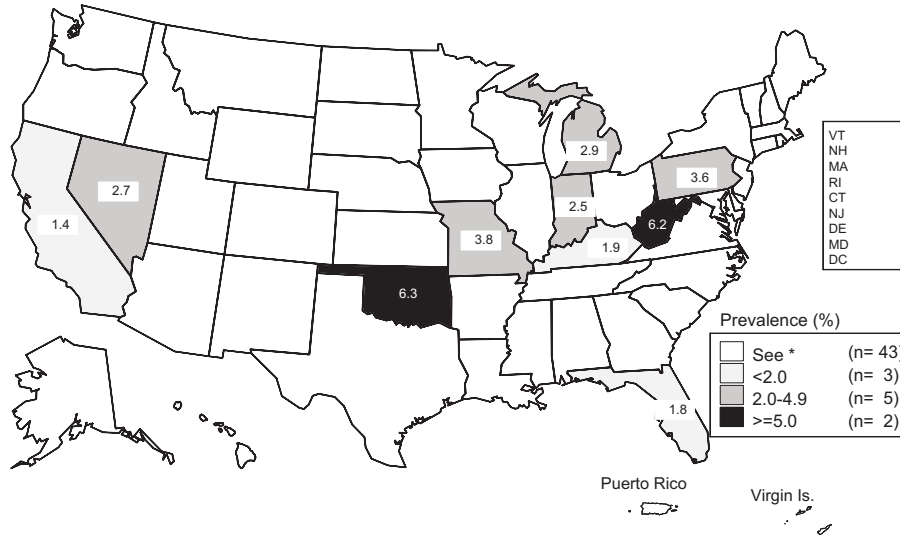 2.9
VT
NH
MA
RI
CT
NJ
DE
MD
DC
2.7
3.6
2.5
1.4
6.2
3.8
1.9
6.3
Prevalence (%)
See * (n= 43)
<2.0 (n= 3)
2.0-4.9 (n= 5)
>=5.0 (n= 2)
1.8
Puerto Rico
Virgin Is.